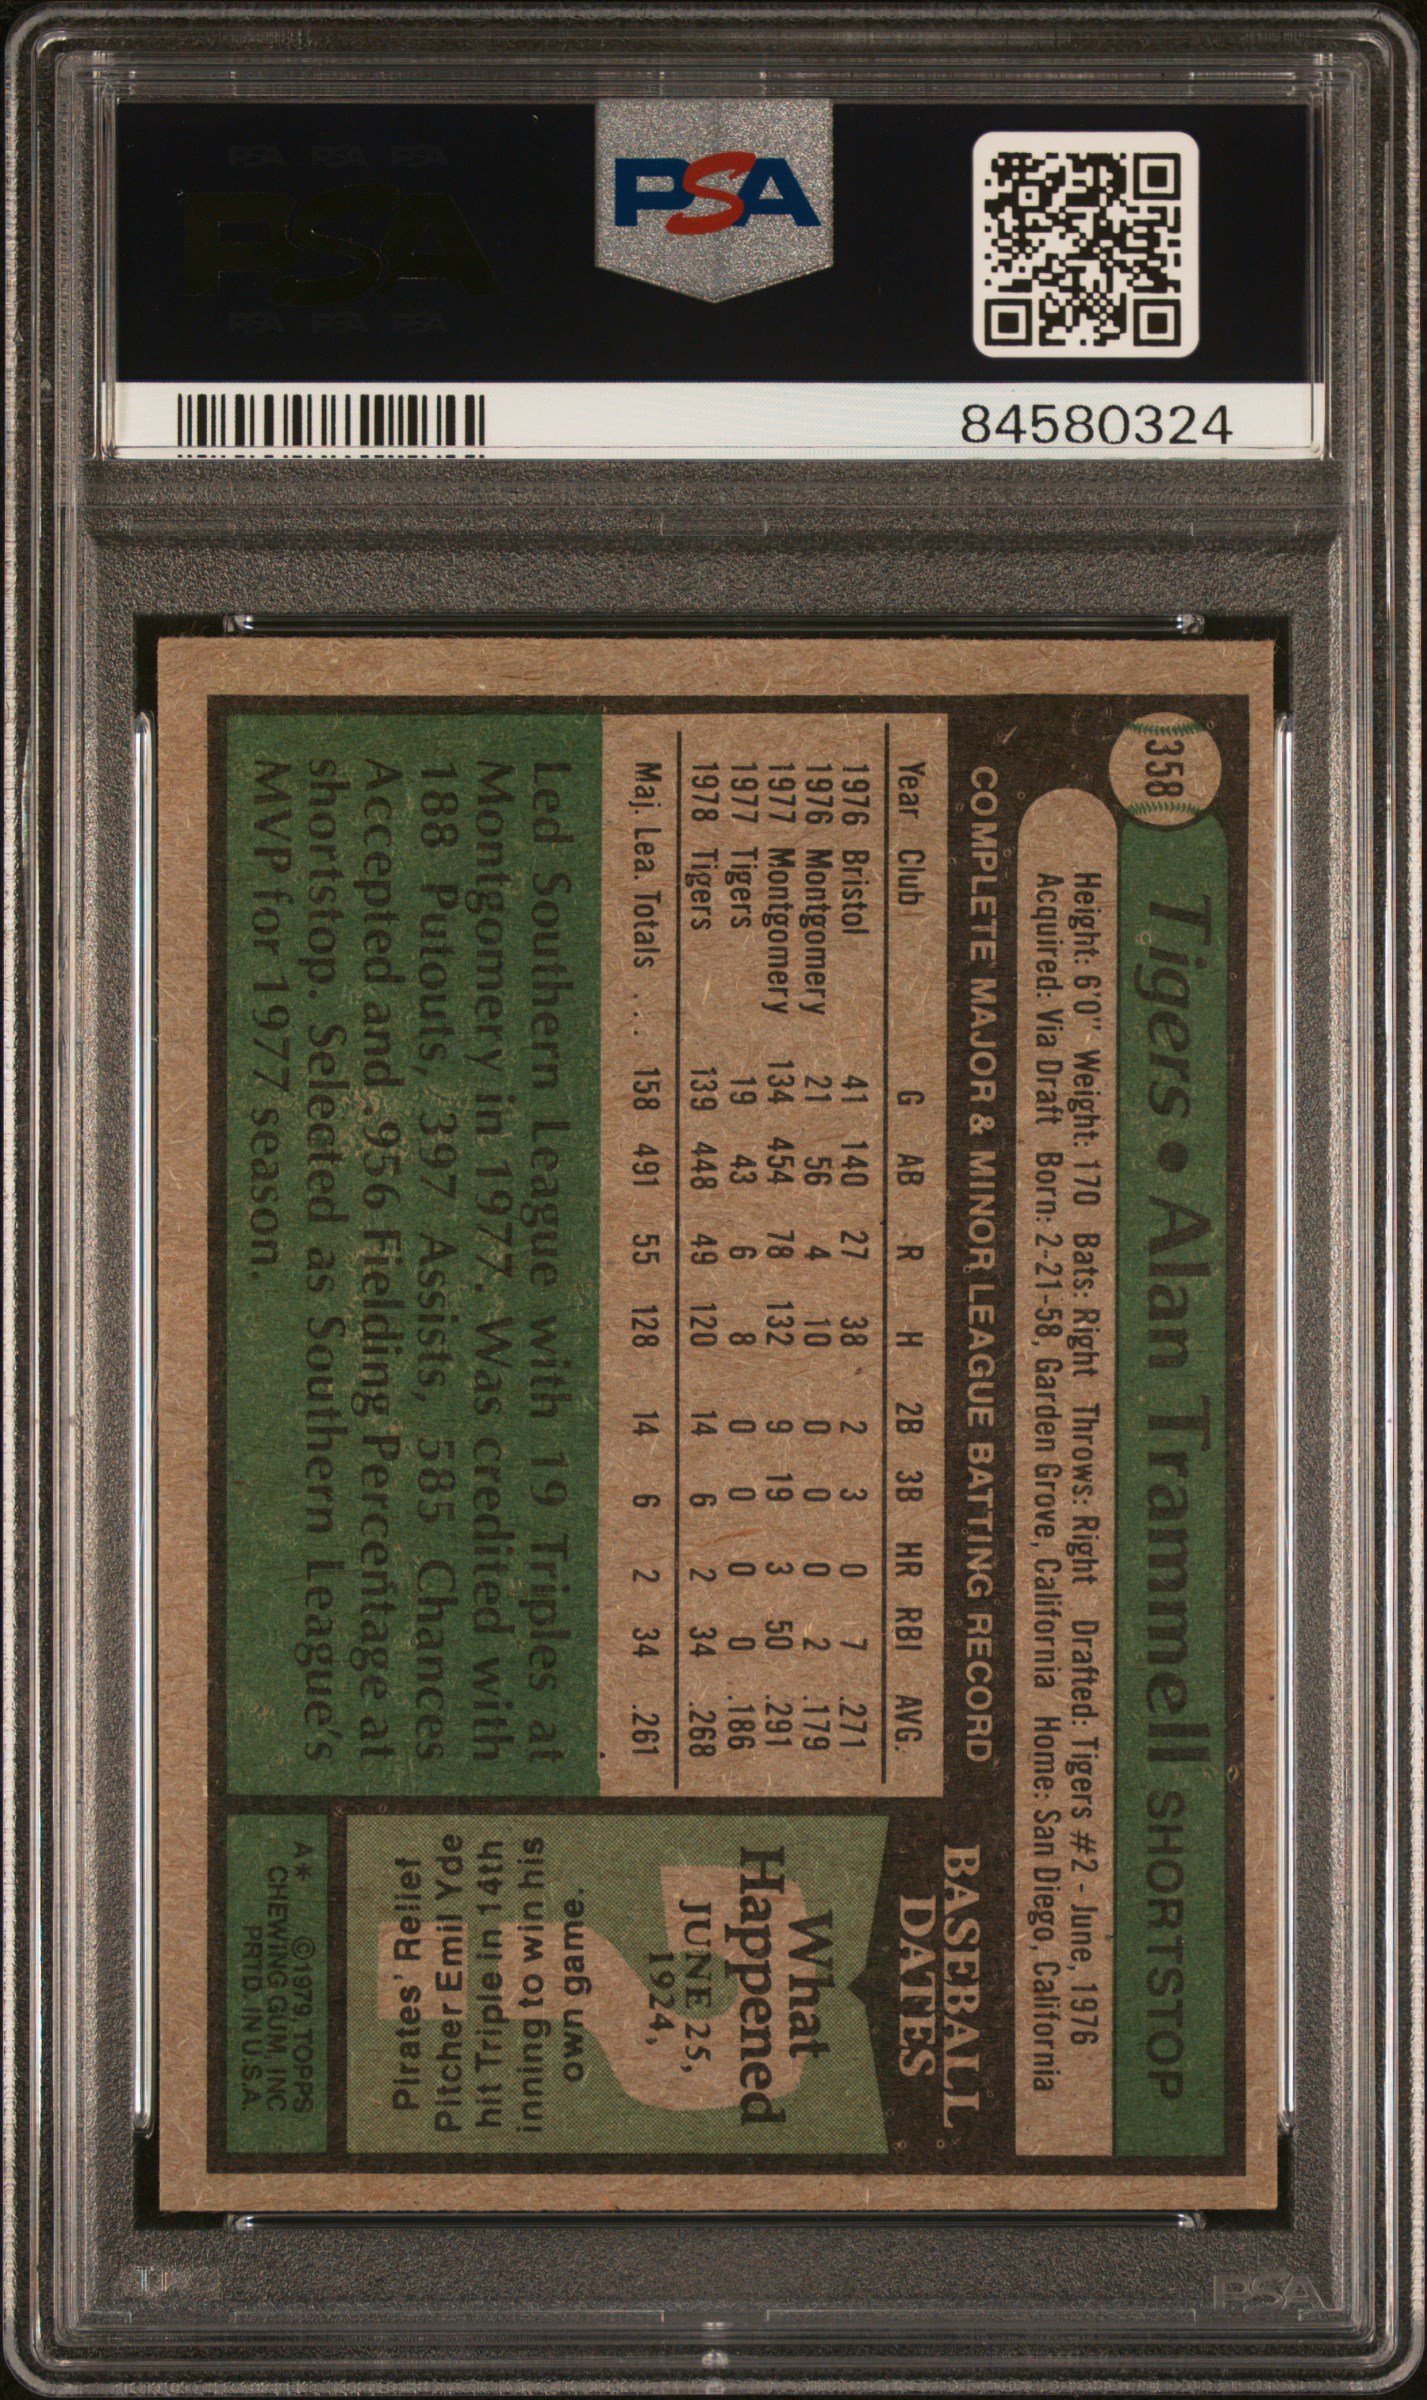 PSA PSA PSA
PSA
PSA PSA PSA
PSA
84580324
358
Tigers • Alan Trammell SHORTSTOP
Height: 6'0" Weight: 170 Bats: Right Throws: Right Drafted: Tigers #2 - June, 1976
Acquired: Via Draft Born: 2-21-58, Garden Grove, California Home: San Diego, California
COMPLETE MAJOR & MINOR LEAGUE BATTING RECORD
Year Club G AB R H 2B 3B HR RBI AVG.
1976 Bristol 41 140 27 38 2 3 0 7 .271
1976 Montgomery 21 56 4 10 0 0 0 2 .179
1977 Montgomery 134 454 78 132 9 19 3 50 .291
1977 Tigers 19 43 6 8 0 0 0 0 .186
1978 Tigers 139 448 49 120 14 6 2 34 .268
Maj. Lea. Totals . . . 158 491 55 128 14 6 2 34 .261
Led Southern League with 19 Triples at
Montgomery in 1977. Was credited with
188 Putouts, 397 Assists, 585 Chances
Accepted and .956 Fielding Percentage at
shortstop. Selected as Southern League's
MVP for 1977 season.
BASEBALL
DATES
What
Happened
JUNE 25,
1924,
?
Pirates' Relief
Pitcher Emil Yde
hit Triple in 14th
inning to win his
own game.
A* ©1979 TOPPS
CHEWING GUM, INC
PRTD. IN U.S.A.
PSA